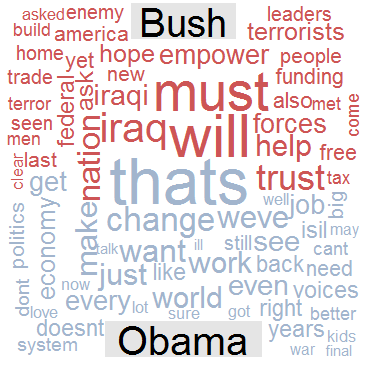 Bush
asked enemy leaders
build america terrorists
home yet hope empower people
trade new funding
terror federal ask iraqi must also met come
seen iraq will forces
men nation help free
clear last trust tax
thats
get well job big
politics economy make change weve isil may
talk want ill still see cant
dont just like work back need
now even voices
love every lot world right better
doesnt sure got years kids
system war final
Obama